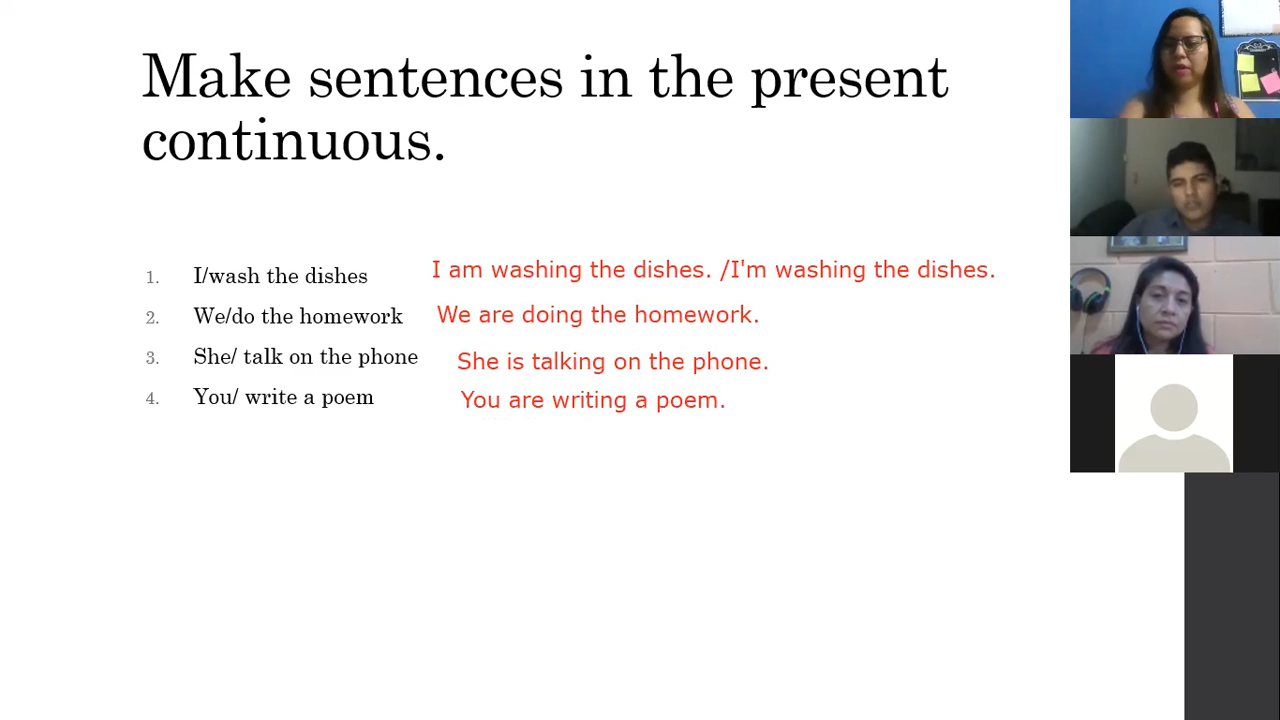 Make sentences in the present
continuous.
1. I/wash the dishes I am washing the dishes. /I'm washing the dishes.
2. We/do the homework We are doing the homework.
3. She/ talk on the phone She is talking on the phone.
4. You/ write a poem You are writing a poem.